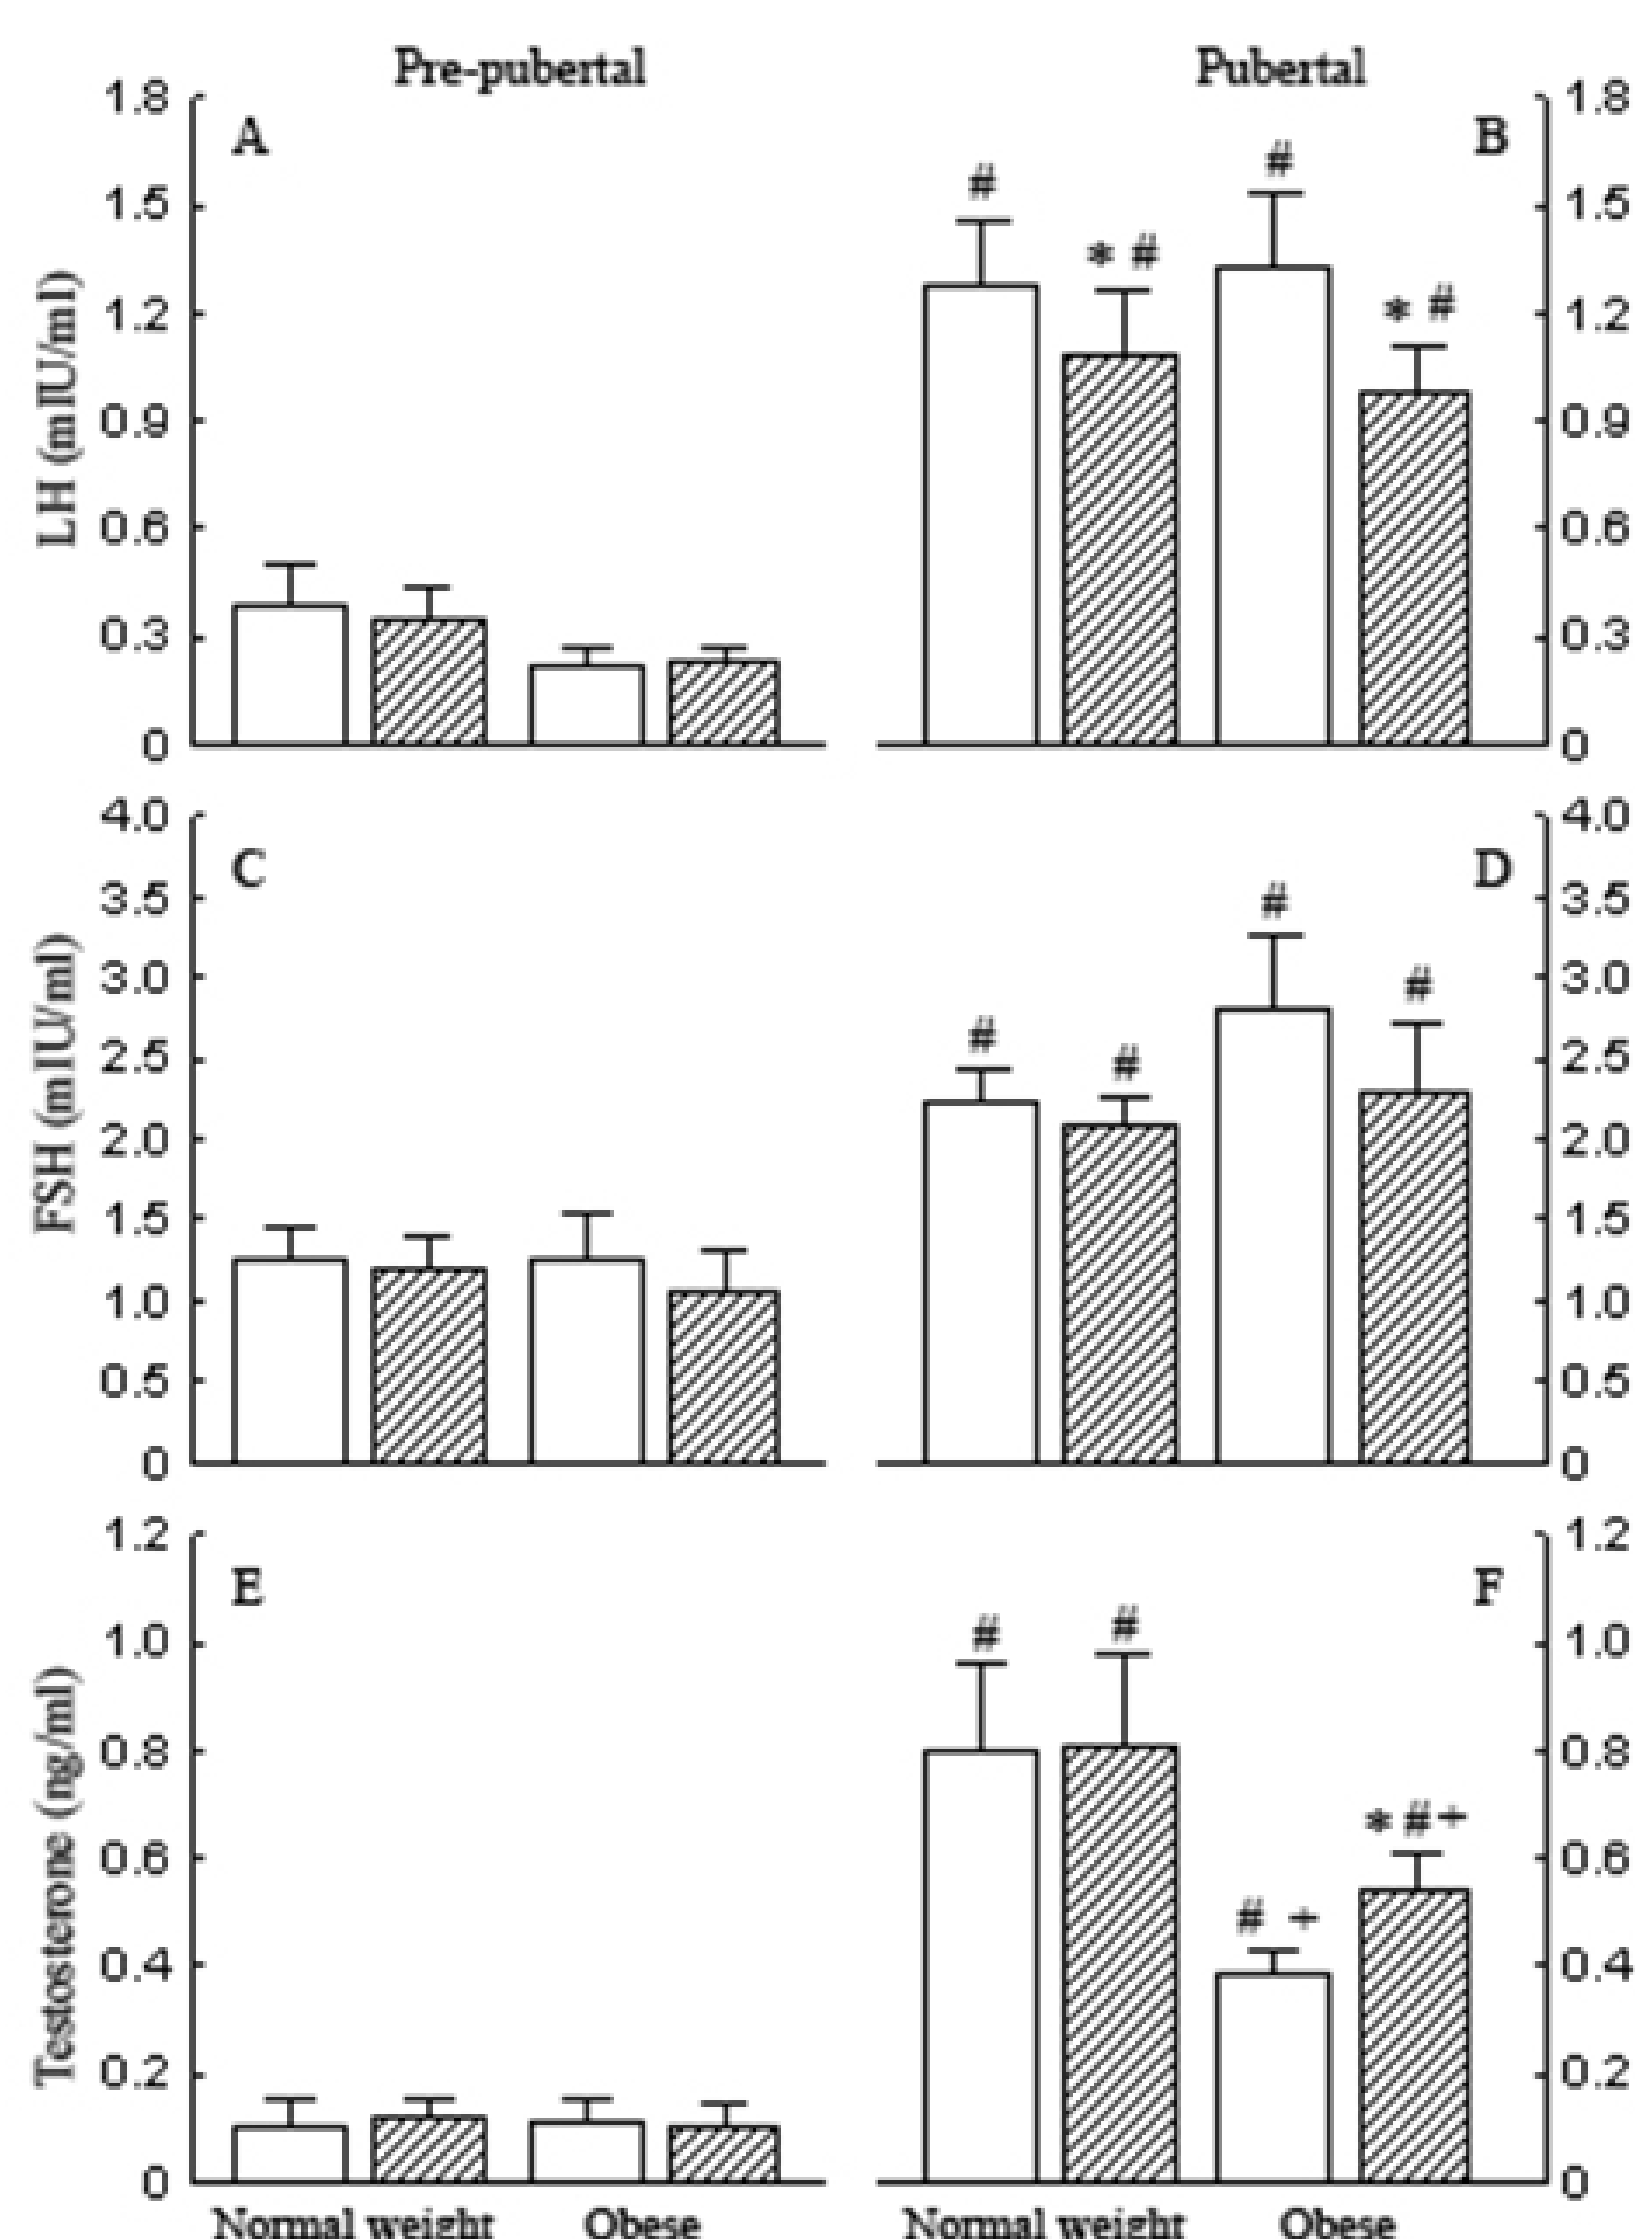 Pre-pubertal Pubertal
A B
# #
* # * #
LH (mIU/ml)
1.8 1.8
1.5 1.5
1.2 1.2
0.9 0.9
0.6 0.6
0.3 0.3
0 0
C D
# # # #
FSH (mIU/ml)
4.0 4.0
3.5 3.5
3.0 3.0
2.5 2.5
2.0 2.0
1.5 1.5
1.0 1.0
0.5 0.5
0 0
E F
# #
# + * # +
Testosterone (ng/ml)
1.2 1.2
1.0 1.0
0.8 0.8
0.6 0.6
0.4 0.4
0.2 0.2
0 0
Normal weight Obese Normal weight Obese